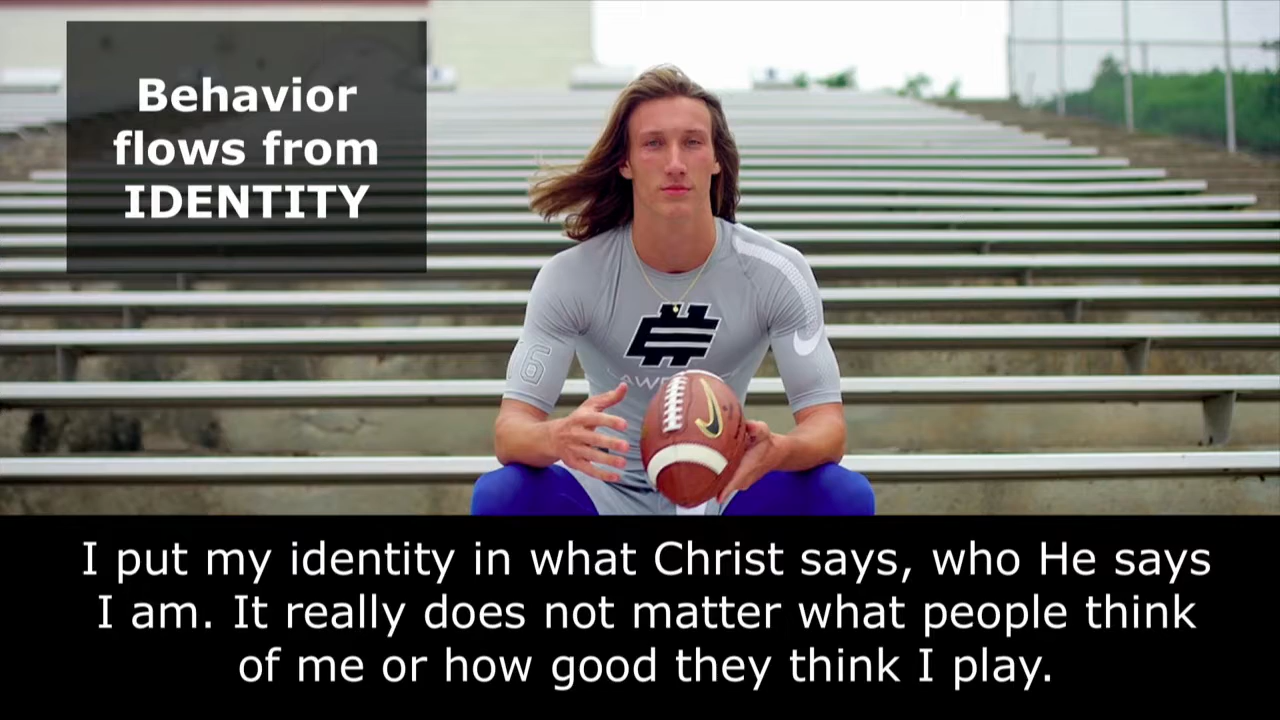 Behavior
flows from
IDENTITY
16
I put my identity in what Christ says, who He says
I am. It really does not matter what people think
of me or how good they think I play.